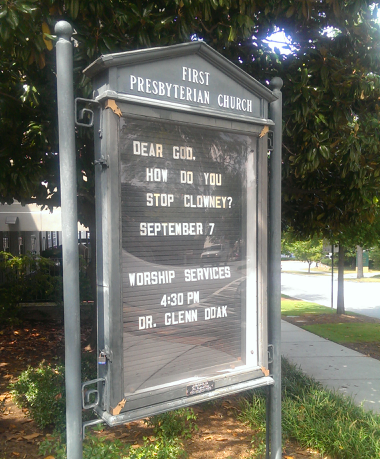 FIRST
PRESBYTERIAN CHURCH
DEAR GOD.
HOW DO YOU
STOP CLOWNEY?
SEPTEMBER 7
WORSHIP SERVICES
4:30 PM
DR. GLENN DOAK